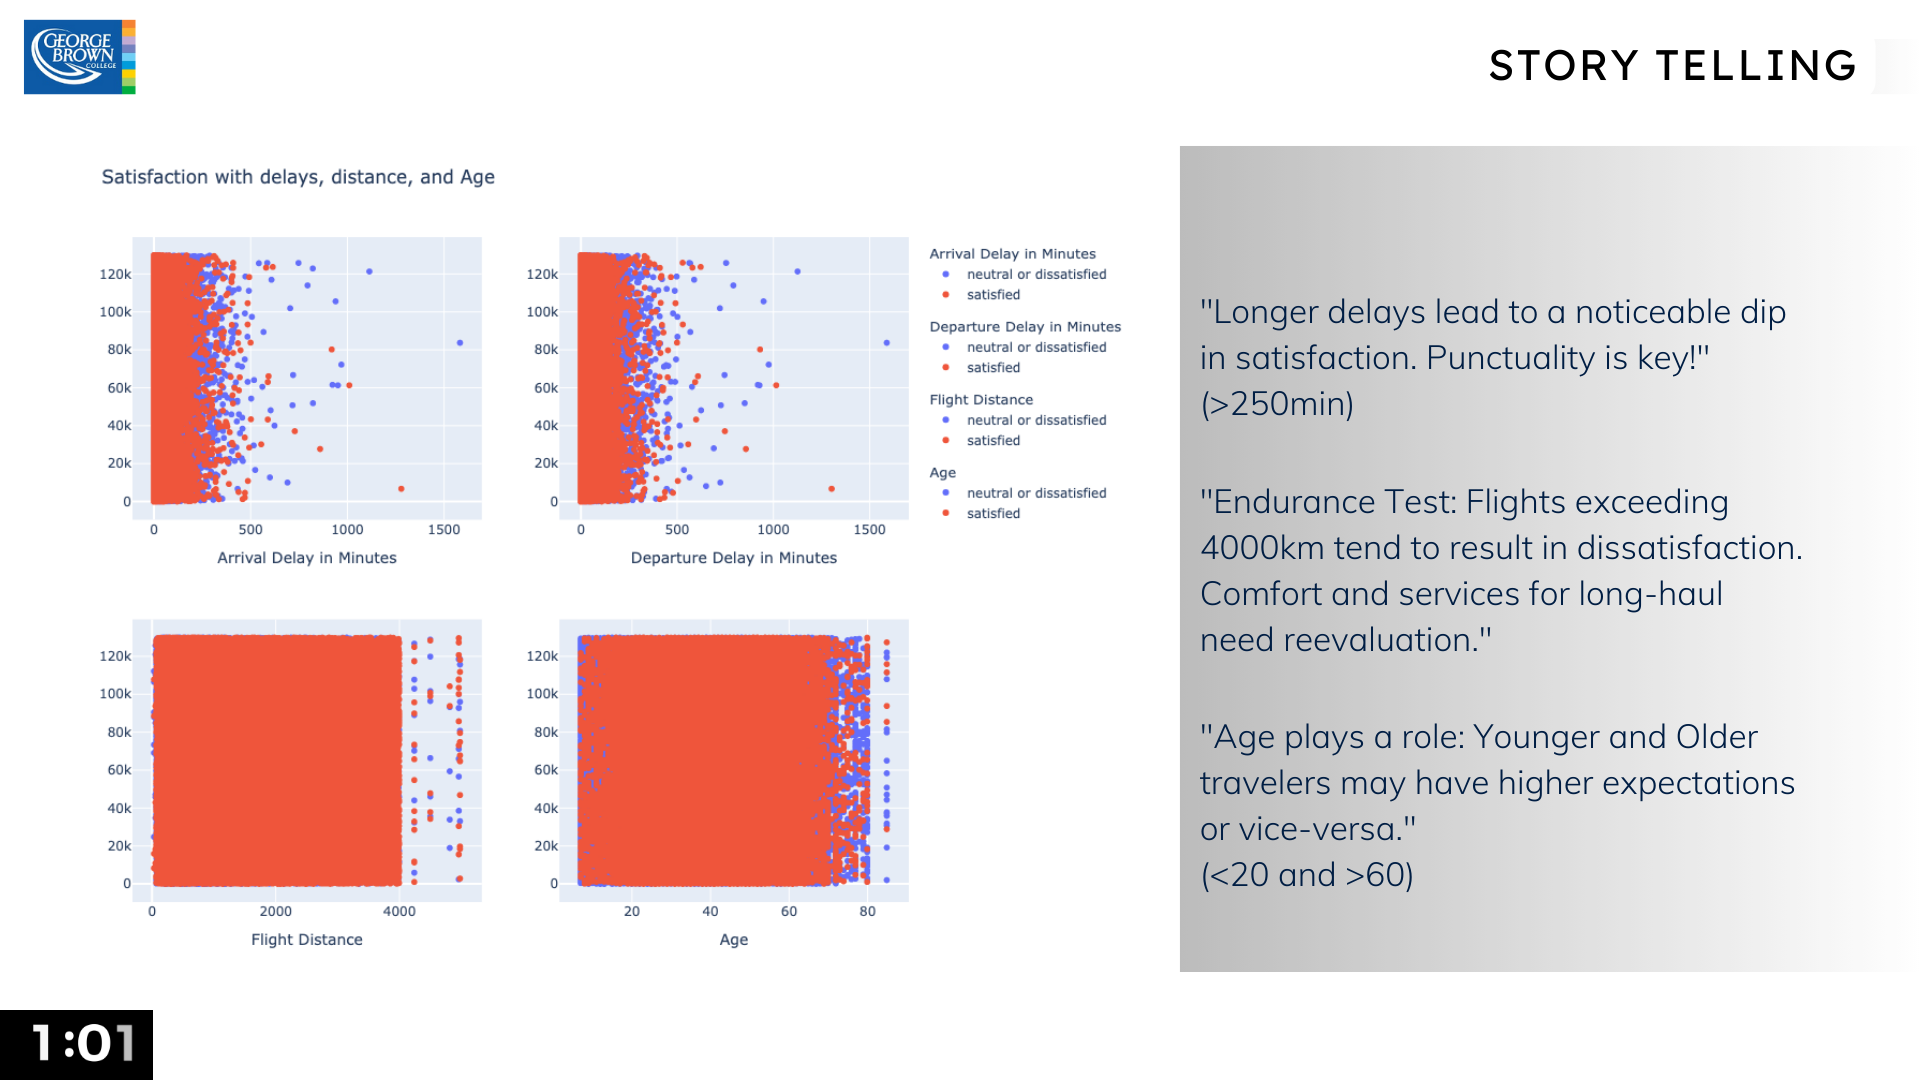 GEORGE
BROWN
COLLEGE
STORY TELLING
Satisfaction with delays, distance, and Age
120k
100k
80k
60k
40k
20k
0
0 500 1000 1500
Arrival Delay in Minutes
120k
100k
80k
60k
40k
20k
0
0 500 1000 1500
Departure Delay in Minutes
Arrival Delay in Minutes
neutral or dissatisfied
satisfied
Departure Delay in Minutes
neutral or dissatisfied
satisfied
Flight Distance
neutral or dissatisfied
satisfied
Age
neutral or dissatisfied
satisfied
120k
100k
80k
60k
40k
20k
0
0 2000 4000
Flight Distance
120k
100k
80k
60k
40k
20k
0
20 40 60 80
Age
"Longer delays lead to a noticeable dip
in satisfaction. Punctuality is key!"
(>250min)
"Endurance Test: Flights exceeding
4000km tend to result in dissatisfaction.
Comfort and services for long-haul
need reevaluation."
"Age plays a role: Younger and Older
travelers may have higher expectations
or vice-versa."
(<20 and >60)
1:01